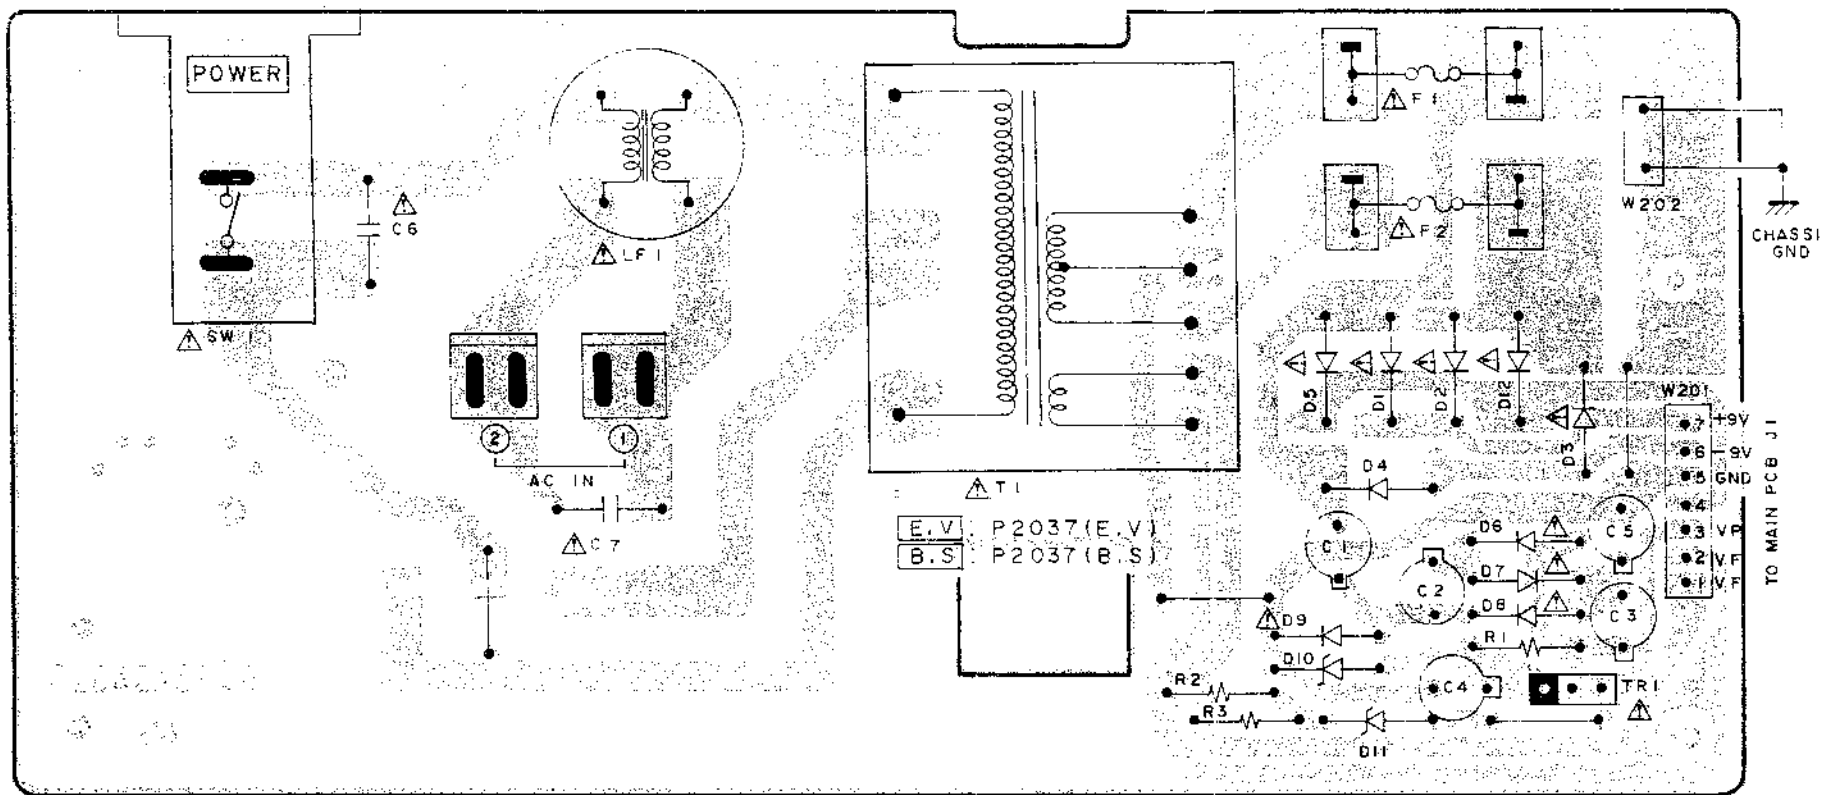 POWER
F1
W202
C6
F2
CHASSI
GND
LF1
SW1
D5
D1
D2
D12
W201
7 +9V
6 -9V
5 GND
4
3 VP
2 VF
1 VF
TO MAIN PCB J1
D3
2
1
AC IN
D4
T1
C7
E.V : P2037(E.V)
B.S : P2037(B.S)
C1
D6
C5
D7
C2
D8
C3
D9
R1
D10
R2
C4
TR1
R3
D11